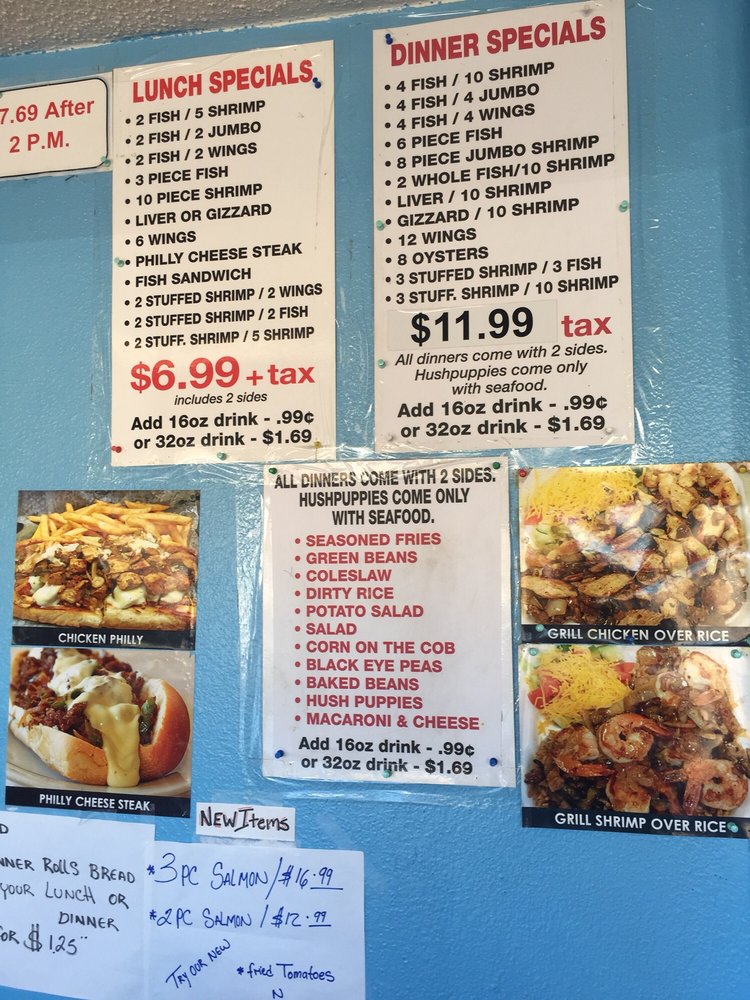 7.69 After
2 P.M.
LUNCH SPECIALS
• 2 FISH / 5 SHRIMP
• 2 FISH / 2 JUMBO
• 2 FISH / 2 WINGS
• 3 PIECE FISH
• 10 PIECE SHRIMP
• LIVER OR GIZZARD
• 6 WINGS
• PHILLY CHEESE STEAK
• FISH SANDWICH
• 2 STUFFED SHRIMP / 2 WINGS
• 2 STUFFED SHRIMP / 2 FISH
• 2 STUFF. SHRIMP / 5 SHRIMP
$6.99 + tax
includes 2 sides
Add 16oz drink - .99¢
or 32oz drink - $1.69
DINNER SPECIALS
• 4 FISH / 10 SHRIMP
• 4 FISH / 4 JUMBO
• 4 FISH / 4 WINGS
• 6 PIECE FISH
• 8 PIECE JUMBO SHRIMP
• 2 WHOLE FISH/10 SHRIMP
• LIVER / 10 SHRIMP
• GIZZARD / 10 SHRIMP
• 12 WINGS
• 8 OYSTERS
• 3 STUFFED SHRIMP / 3 FISH
• 3 STUFF. SHRIMP / 10 SHRIMP
$11.99 tax
All dinners come with 2 sides.
Hushpuppies come only
with seafood.
Add 16oz drink - .99¢
or 32oz drink - $1.69
ALL DINNERS COME WITH 2 SIDES.
HUSHPUPPIES COME ONLY
WITH SEAFOOD.
• SEASONED FRIES
• GREEN BEANS
• COLESLAW
• DIRTY RICE
• POTATO SALAD
• SALAD
• CORN ON THE COB
• BLACK EYE PEAS
• BAKED BEANS
• HUSH PUPPIES
• MACARONI & CHEESE
Add 16oz drink - .99¢
or 32oz drink - $1.69
CHICKEN PHILLY
PHILLY CHEESE STEAK
GRILL CHICKEN OVER RICE
GRILL SHRIMP OVER RICE
NEW Items
*3 PC SALMON / $16.99
*2 PC SALMON / $12.99
TRY OUR NEW
*fried Tomatoes
N
D
NNER ROLLS BREAD
YOUR LUNCH OR
DINNER
FOR $1.25"